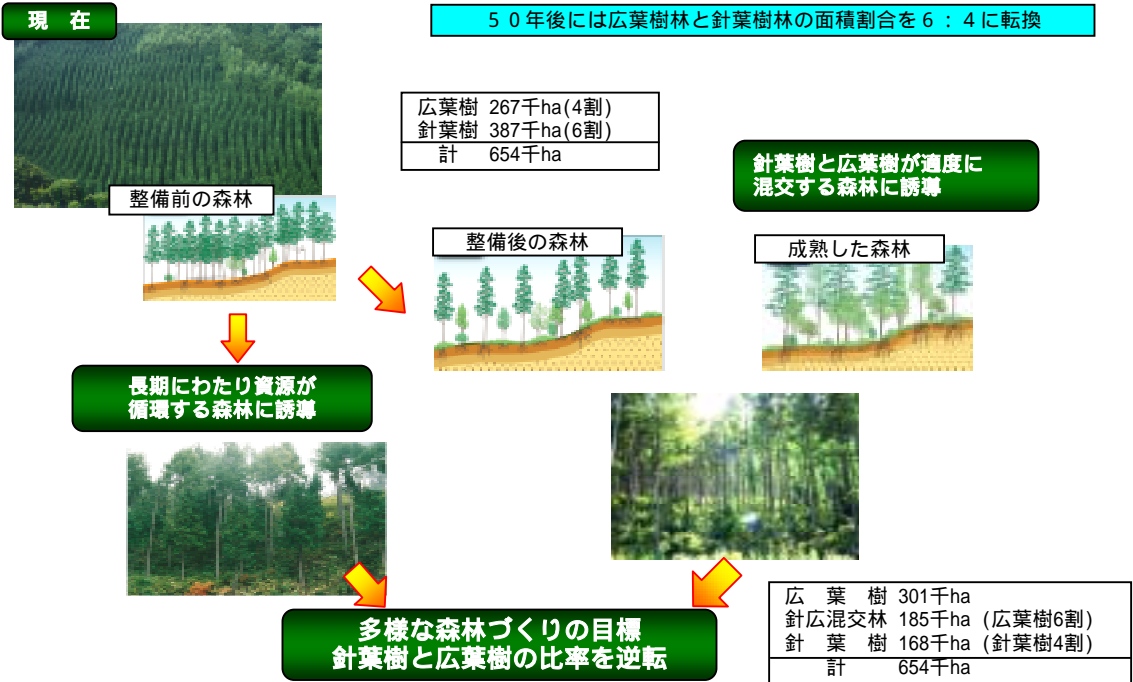 現　在
５０年後には広葉樹林と針葉樹林の面積割合を６：４に転換
広葉樹 267千ha(4割)
針葉樹 387千ha(6割)
計　654千ha
針葉樹と広葉樹が適度に
混交する森林に誘導
整備前の森林
整備後の森林
成熟した森林
長期にわたり資源が
循環する森林に誘導
多様な森林づくりの目標
針葉樹と広葉樹の比率を逆転
広　葉　樹 301千ha
針広混交林 185千ha (広葉樹6割)
針　葉　樹 168千ha (針葉樹4割)
計　654千ha